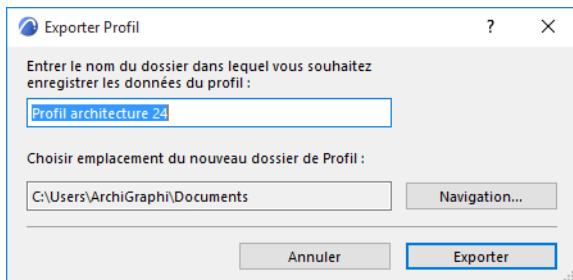 Exporter Profil
?
Entrer le nom du dossier dans lequel vous souhaitez
enregistrer les données du profil :
Profil architecture 24
Choisir emplacement du nouveau dossier de Profil :
C:\Users\ArchiGraphi\Documents
Navigation...
Annuler
Exporter